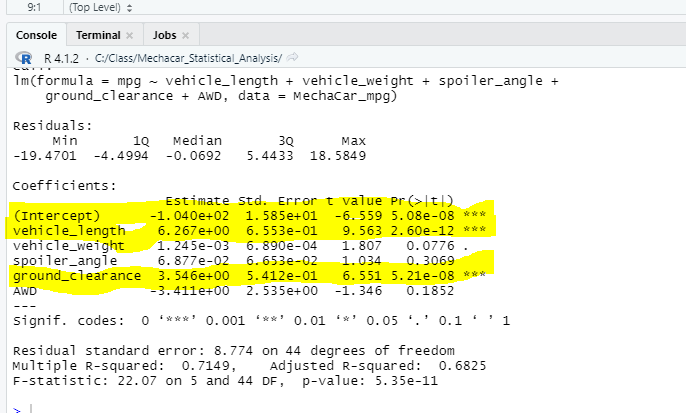 9:1 (Top Level)
Console Terminal Jobs
R R 4.1.2 · C:/Class/Mechacar_Statistical_Analysis/
lm(formula = mpg ~ vehicle_length + vehicle_weight + spoiler_angle +
ground_clearance + AWD, data = MechaCar_mpg)
Residuals:
Min 1Q Median 3Q Max
-19.4701 -4.4994 -0.0692 5.4433 18.5849
Coefficients:
Estimate Std. Error t value Pr(>|t|)
(Intercept) -1.040e+02 1.585e+01 -6.559 5.08e-08 ***
vehicle_length 6.267e+00 6.553e-01 9.563 2.60e-12 ***
vehicle_weight 1.245e-03 6.890e-04 1.807 0.0776 .
spoiler_angle 6.877e-02 6.653e-02 1.034 0.3069
ground_clearance 3.546e+00 5.412e-01 6.551 5.21e-08 ***
AWD -3.411e+00 2.535e+00 -1.346 0.1852
---
Signif. codes: 0 ‘***’ 0.001 ‘**’ 0.01 ‘*’ 0.05 ‘.’ 0.1 ‘ ’ 1
Residual standard error: 8.774 on 44 degrees of freedom
Multiple R-squared: 0.7149, Adjusted R-squared: 0.6825
F-statistic: 22.07 on 5 and 44 DF, p-value: 5.35e-11
>